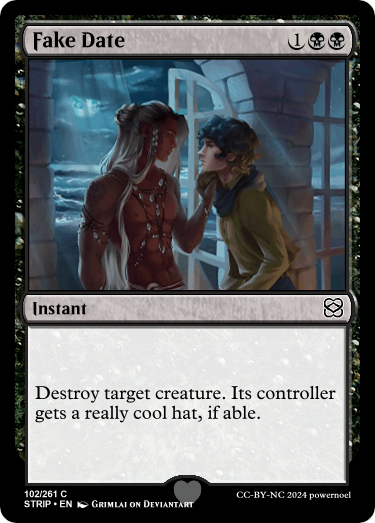 Fake Date 1
Instant
Destroy target creature. Its controller
gets a really cool hat, if able.
102/261 C
STRIP • EN Grimlai on Deviantart
CC-BY-NC 2024 powernoel